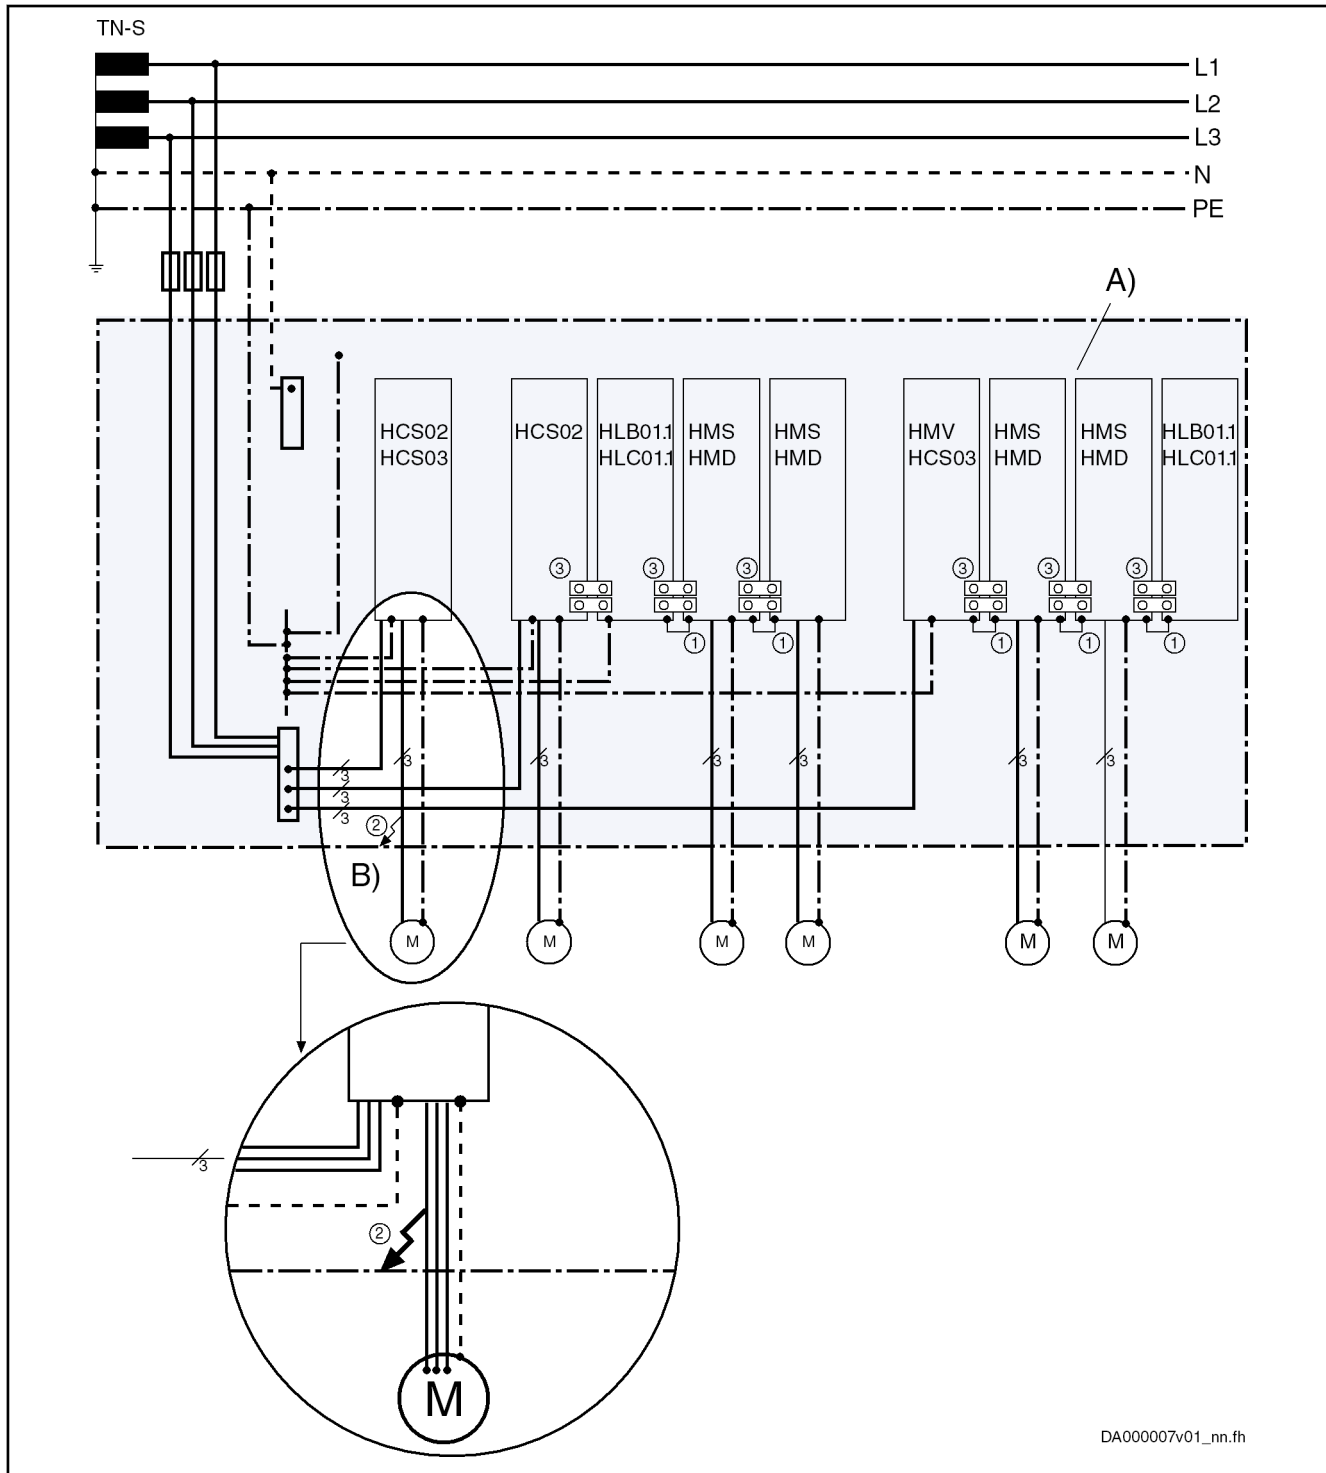 TN-S
L1
L2
L3
N
PE
A)
HCS02
HCS03
HCS02
HLB01.1
HLC01.1
HMS
HMD
HMS
HMD
HMV
HCS03
HMS
HMD
HMS
HMD
HLB01.1
HLC01.1
3
3
3
3
3
3
1
1
1
1
1
3
3
3
3
3
3
3
3
3
2
B)
M
M
M
M
M
M
3
2
M
DA000007v01_nn.fh